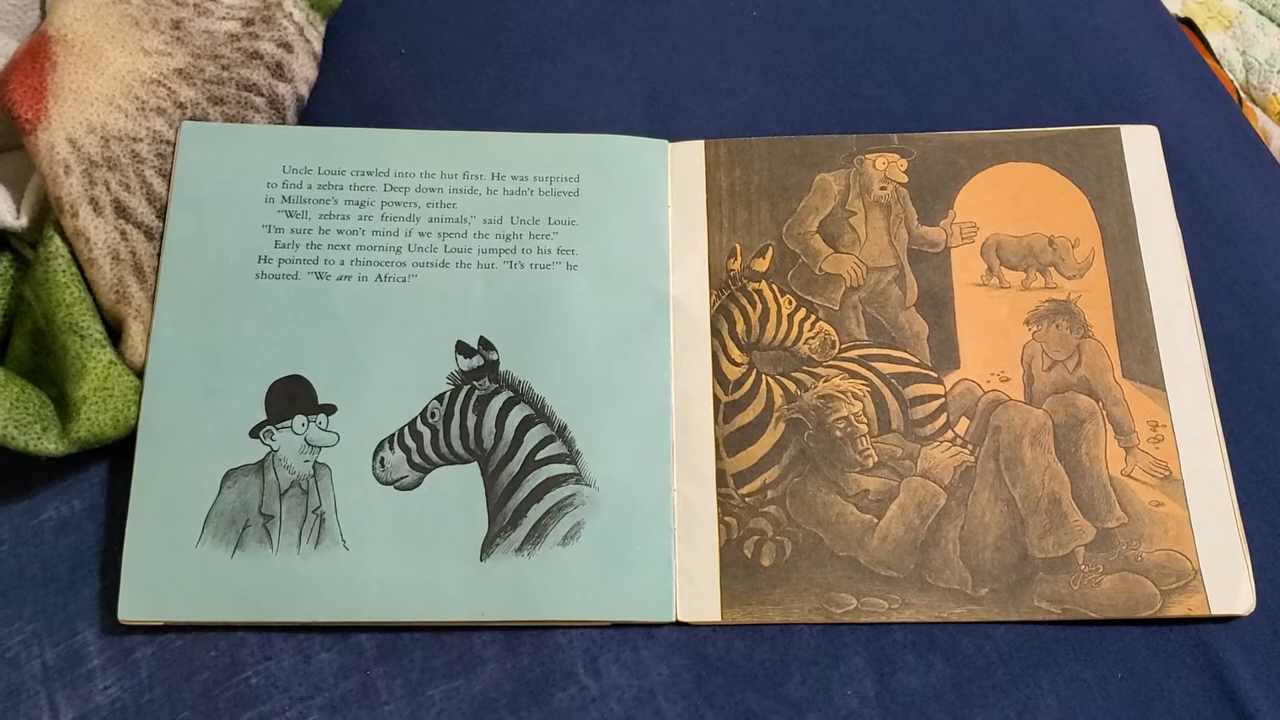 Uncle Louie crawled into the hut first. He was surprised
to find a zebra there. Deep down inside, he hadn't believed
in Millstone's magic powers, either.
"Well, zebras are friendly animals," said Uncle Louie.
"I'm sure he won't mind if we spend the night here."
Early the next morning Uncle Louie jumped to his feet.
He pointed to a rhinoceros outside the hut. "It's true!" he
shouted. "We are in Africa!"